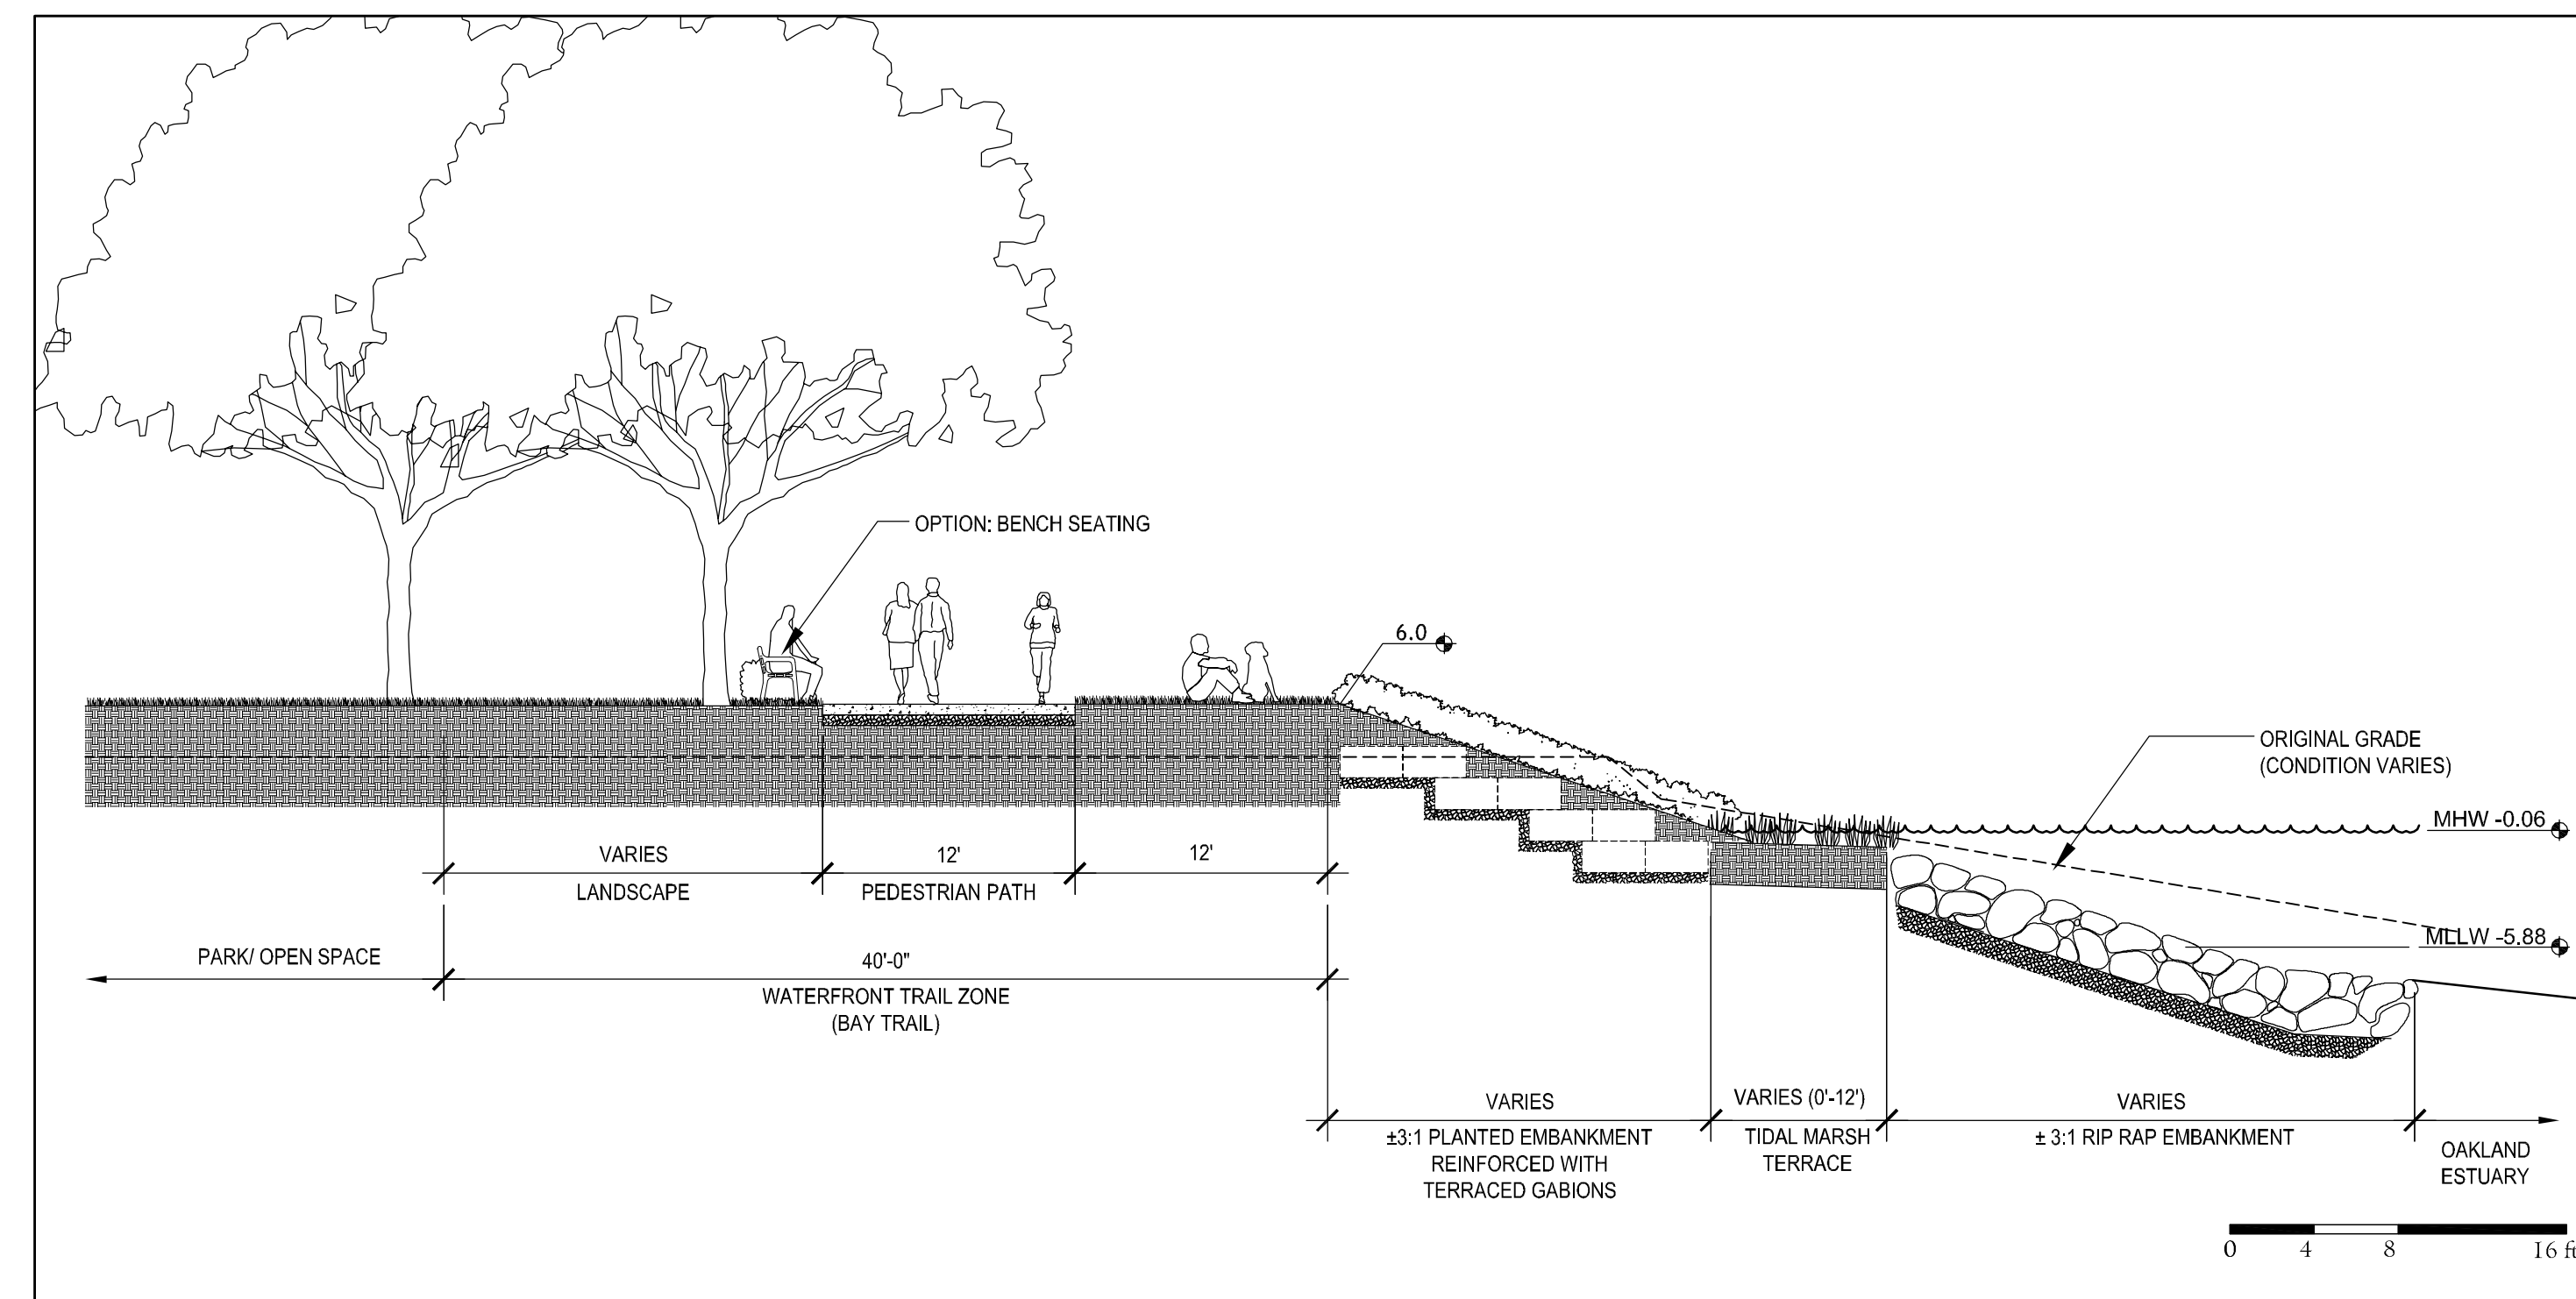 OPTION: BENCH SEATING
6.0
ORIGINAL GRADE
(CONDITION VARIES)
MHW -0.06
MLLW -5.88
VARIES
LANDSCAPE
12'
PEDESTRIAN PATH
12'
PARK/ OPEN SPACE
40'-0"
WATERFRONT TRAIL ZONE
(BAY TRAIL)
VARIES
±3:1 PLANTED EMBANKMENT
REINFORCED WITH
TERRACED GABIONS
VARIES (0'-12')
TIDAL MARSH
TERRACE
VARIES
± 3:1 RIP RAP EMBANKMENT
OAKLAND
ESTUARY
0 4 8 16 ft